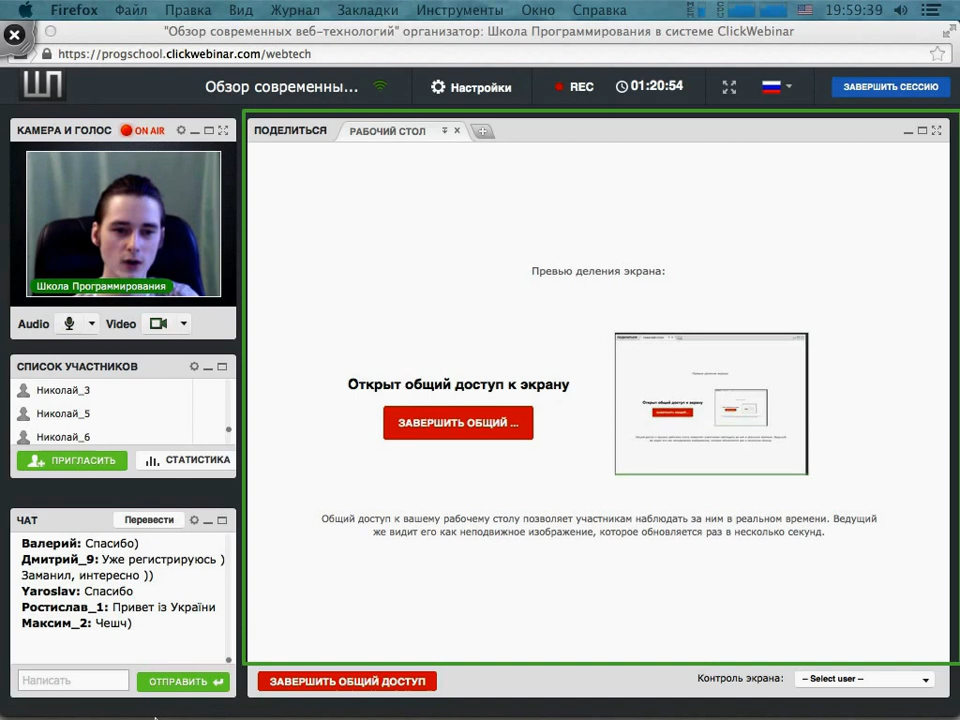 Firefox Файл Правка Вид Журнал Закладки Инструменты Окно Справка 19:59:39
"Обзор современных веб-технологий" организатор: Школа Программирования в системе ClickWebinar
https://progschool.clickwebinar.com/webtech
ШП Обзор современны... Настройки REC 01:20:54 ЗАВЕРШИТЬ СЕССИЮ
КАМЕРА И ГОЛОС ON AIR
ПОДЕЛИТЬСЯ РАБОЧИЙ СТОЛ
Школа Программирования
Audio Video
СПИСОК УЧАСТНИКОВ
Николай_3
Николай_5
Николай_6
ПРИГЛАСИТЬ СТАТИСТИКА
ЧАТ Перевести
Валерий: Спасибо)
Дмитрий_9: Уже регистрируюсь )
Заманил, интересно ))
Yaroslav: Спасибо
Ростислав_1: Привет із України
Максим_2: Чешч)
Написать ОТПРАВИТЬ
Превью деления экрана:
Открыт общий доступ к экрану
ЗАВЕРШИТЬ ОБЩИЙ ...
Общий доступ к вашему рабочему столу позволяет участникам наблюдать за ним в реальном времени. Ведущий
же видит его как неподвижное изображение, которое обновляется раз в несколько секунд.
ЗАВЕРШИТЬ ОБЩИЙ ДОСТУП
Контроль экрана: -- Select user --